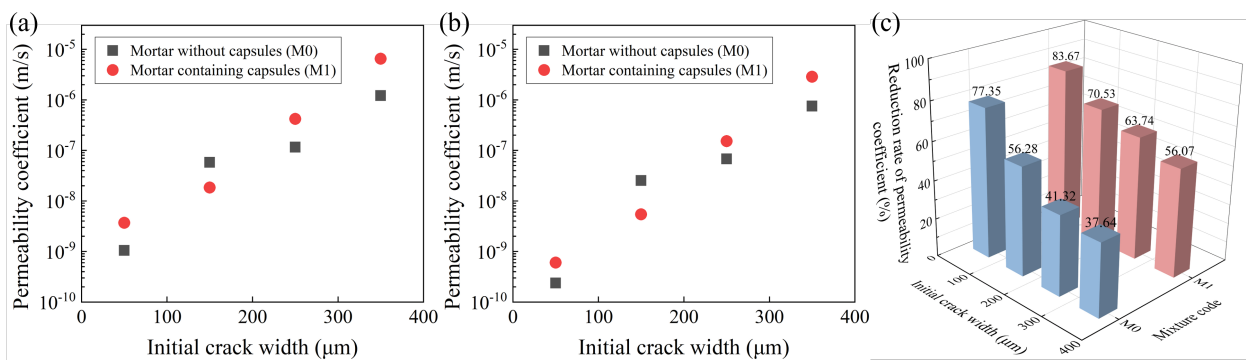 (a)
Permeability coefficient (m/s)
10⁻⁵
10⁻⁶
10⁻⁷
10⁻⁸
10⁻⁹
10⁻¹⁰
Mortar without capsules (M0)
Mortar containing capsules (M1)
0 100 200 300 400
Initial crack width (μm)
(b)
Permeability coefficient (m/s)
10⁻⁵
10⁻⁶
10⁻⁷
10⁻⁸
10⁻⁹
10⁻¹⁰
Mortar without capsules (M0)
Mortar containing capsules (M1)
0 100 200 300 400
Initial crack width (μm)
(c)
Reduction rate of permeability
coefficient (%)
100
80
60
40
20
0
77.35
56.28
41.32
37.64
83.67
70.53
63.74
56.07
100
200
300
400
Initial crack width (μm)
M0
M1
Mixture code